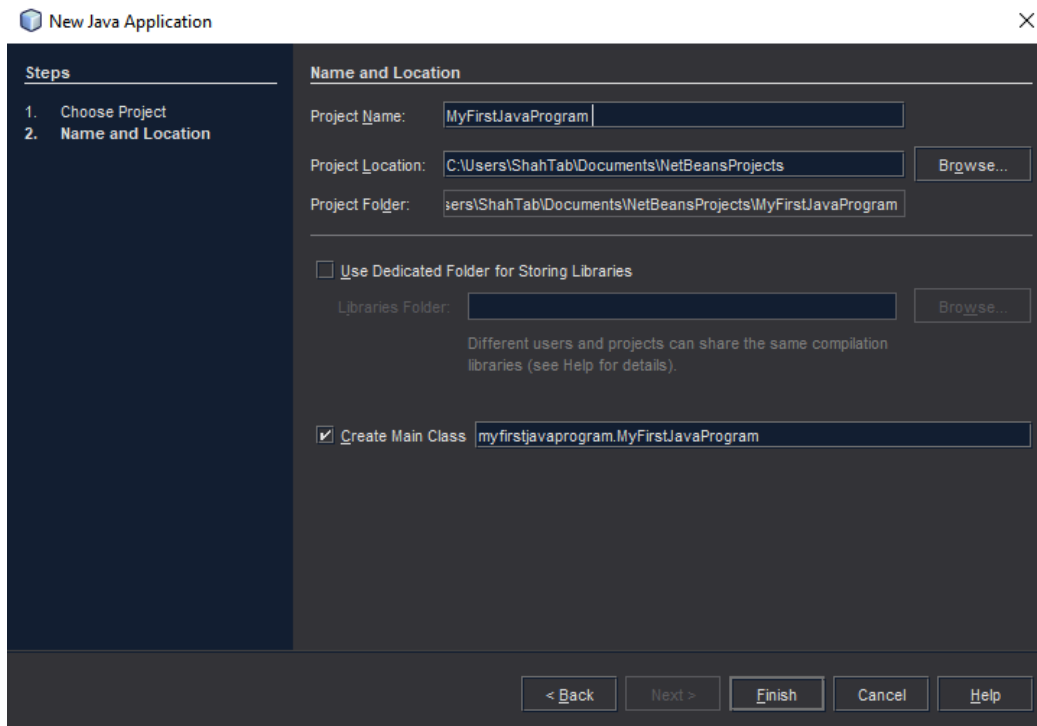 New Java Application
Steps
1. Choose Project
2. Name and Location
Name and Location
Project Name: MyFirstJavaProgram
Project Location: C:\Users\ShahTab\Documents\NetBeansProjects Browse...
Project Folder: sers\ShahTab\Documents\NetBeansProjects\MyFirstJavaProgram
Use Dedicated Folder for Storing Libraries
Libraries Folder: Browse...
Different users and projects can share the same compilation
libraries (see Help for details).
Create Main Class myfirstjavaprogram.MyFirstJavaProgram
< Back Next > Finish Cancel Help